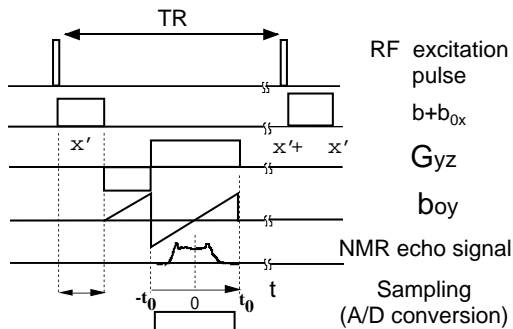 TR
RF excitation
pulse
b+b0x
x′ x′+ x′
Gyz
boy
NMR echo signal
-t0 0 t0 t
Sampling
(A/D conversion)